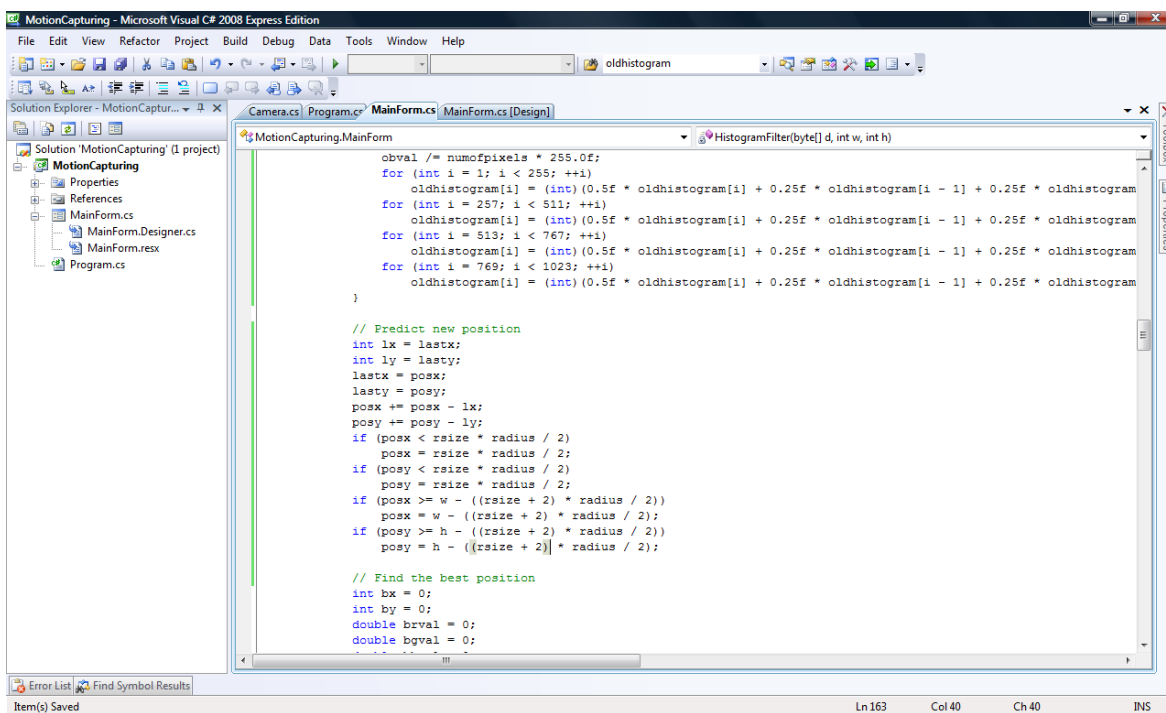 MotionCapturing - Microsoft Visual C# 2008 Express Edition
File Edit View Refactor Project Build Debug Data Tools Window Help
oldhistogram
Solution Explorer - MotionCaptur...
Camera.cs Program.cs MainForm.cs MainForm.cs [Design]
MotionCapturing.MainForm HistogramFilter(byte[] d, int w, int h)
Solution 'MotionCapturing' (1 project)
MotionCapturing
Properties
References
MainForm.cs
MainForm.Designer.cs
MainForm.resx
Program.cs
obval /= numofpixels * 255.0f;
for (int i = 1; i < 255; ++i)
oldhistogram[i] = (int)(0.5f * oldhistogram[i] + 0.25f * oldhistogram[i - 1] + 0.25f * oldhistogram
for (int i = 257; i < 511; ++i)
oldhistogram[i] = (int)(0.5f * oldhistogram[i] + 0.25f * oldhistogram[i - 1] + 0.25f * oldhistogram
for (int i = 513; i < 767; ++i)
oldhistogram[i] = (int)(0.5f * oldhistogram[i] + 0.25f * oldhistogram[i - 1] + 0.25f * oldhistogram
for (int i = 769; i < 1023; ++i)
oldhistogram[i] = (int)(0.5f * oldhistogram[i] + 0.25f * oldhistogram[i - 1] + 0.25f * oldhistogram
}
// Predict new position
int lx = lastx;
int ly = lasty;
lastx = posx;
lasty = posy;
posx += posx - lx;
posy += posy - ly;
if (posx < rsize * radius / 2)
posx = rsize * radius / 2;
if (posy < rsize * radius / 2)
posy = rsize * radius / 2;
if (posx >= w - ((rsize + 2) * radius / 2))
posx = w - ((rsize + 2) * radius / 2);
if (posy >= h - ((rsize + 2) * radius / 2))
posy = h - ((rsize + 2) * radius / 2);
// Find the best position
int bx = 0;
int by = 0;
double brval = 0;
double bgval = 0;
Error List Find Symbol Results
Item(s) Saved Ln 163 Col 40 Ch 40 INS